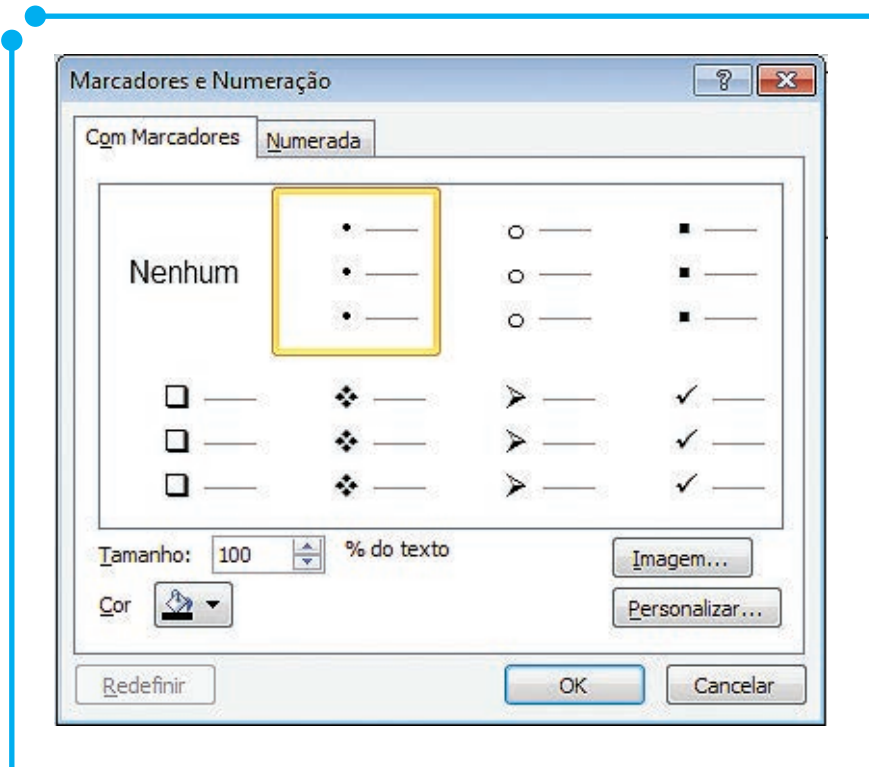 Marcadores e Numeração
Com Marcadores Numerada
Nenhum
Tamanho: 100 % do texto
Imagem...
Cor
Personalizar...
Redefinir OK Cancelar